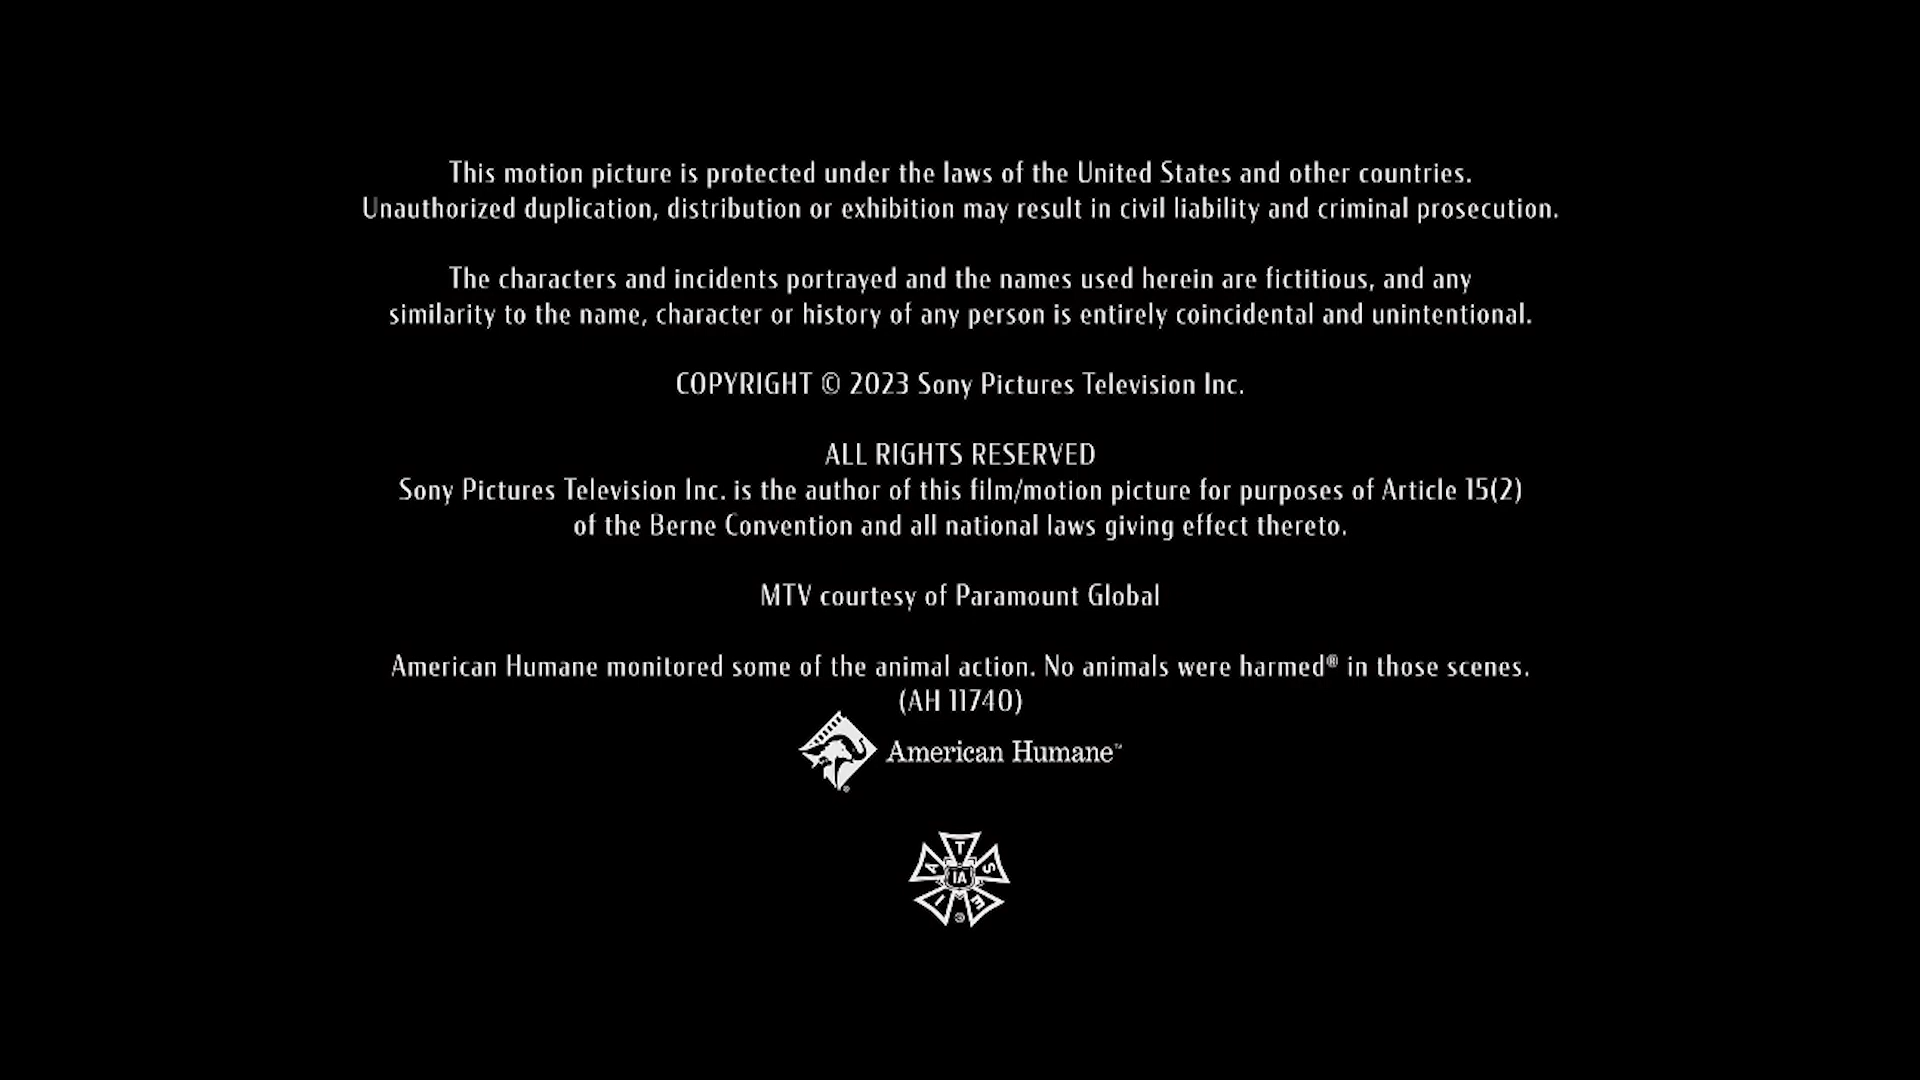 This motion picture is protected under the laws of the United States and other countries.
Unauthorized duplication, distribution or exhibition may result in civil liability and criminal prosecution.
The characters and incidents portrayed and the names used herein are fictitious, and any
similarity to the name, character or history of any person is entirely coincidental and unintentional.
COPYRIGHT © 2023 Sony Pictures Television Inc.
ALL RIGHTS RESERVED
Sony Pictures Television Inc. is the author of this film/motion picture for purposes of Article 15(2)
of the Berne Convention and all national laws giving effect thereto.
MTV courtesy of Paramount Global
American Humane monitored some of the animal action. No animals were harmed® in those scenes.
(AH 11740)
American Humane™
®
I A T S E
IA
®